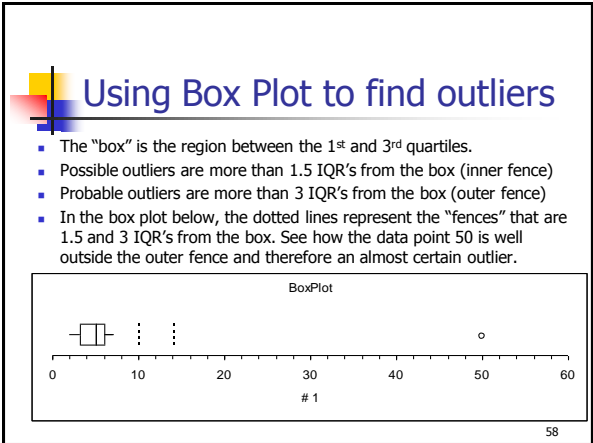 Using Box Plot to find outliers
The “box” is the region between the 1st and 3rd quartiles.
Possible outliers are more than 1.5 IQR’s from the box (inner fence)
Probable outliers are more than 3 IQR’s from the box (outer fence)
In the box plot below, the dotted lines represent the “fences” that are
1.5 and 3 IQR’s from the box. See how the data point 50 is well
outside the outer fence and therefore an almost certain outlier.
BoxPlot
0 10 20 30 40 50 60
# 1
58